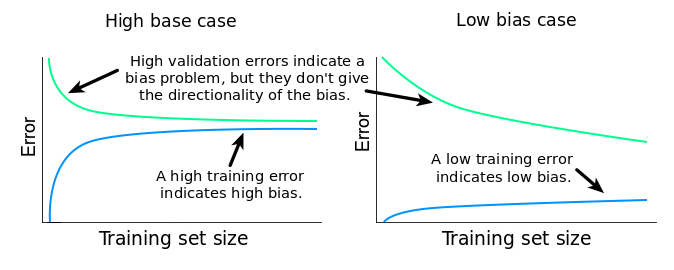 High base case
Low bias case
High validation errors indicate a
bias problem, but they don't give
the directionality of the bias.
Error
A high training error
indicates high bias.
Training set size
Error
A low training error
indicates low bias.
Training set size